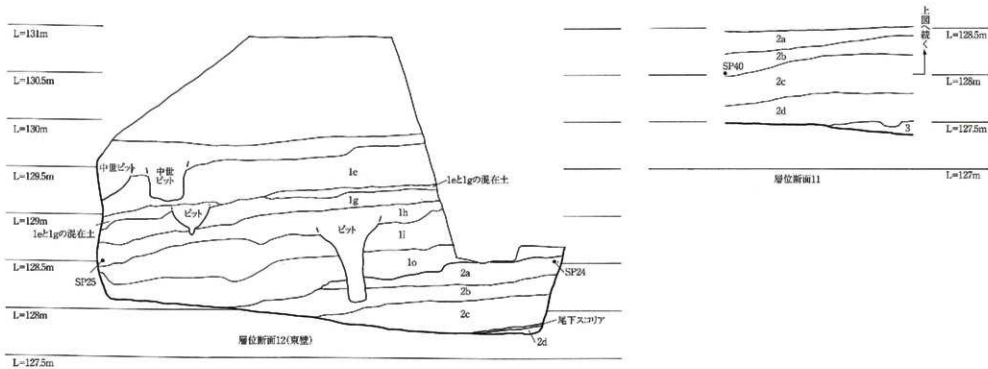 L=131m
L=130.5m
L=130m
L=129.5m
L=129m
L=128.5m
L=128m
L=127.5m
中世ピット
中世
ピット
1e
1eと1gの混在土
1g
ピット
1h
ピット
1i
1eと1gの混在土
1o
SP25
2a
SP24
2b
2c
尾下スコリア
2d
層位断面12(東壁)
上図へ続く
2a
L=128.5m
2b
SP40
2c
L=128m
2d
L=127.5m
3
L=127m
層位断面11